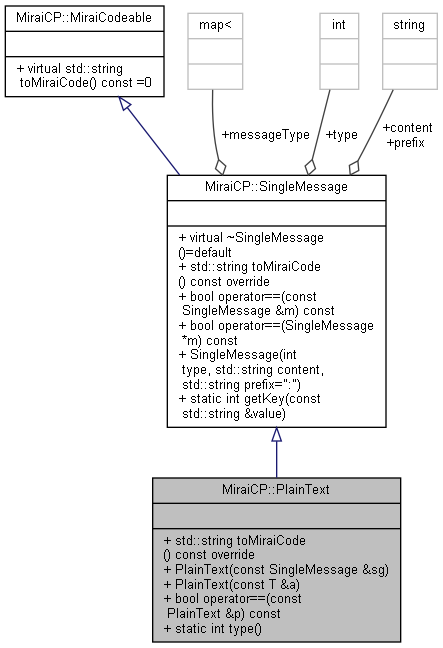 MiraiCP::MiraiCodeable
+ virtual std::string
toMiraiCode() const =0
map<
int
string
+messageType
+type
+content
+prefix
MiraiCP::SingleMessage
+ virtual ~SingleMessage
()=default
+ std::string toMiraiCode
() const override
+ bool operator==(const
SingleMessage &m) const
+ bool operator==(SingleMessage
*m) const
+ SingleMessage(int
type, std::string content,
std::string prefix=":")
+ static int getKey(const
std::string &value)
MiraiCP::PlainText
+ std::string toMiraiCode
() const override
+ PlainText(const SingleMessage &sg)
+ PlainText(const T &a)
+ bool operator==(const
PlainText &p) const
+ static int type()